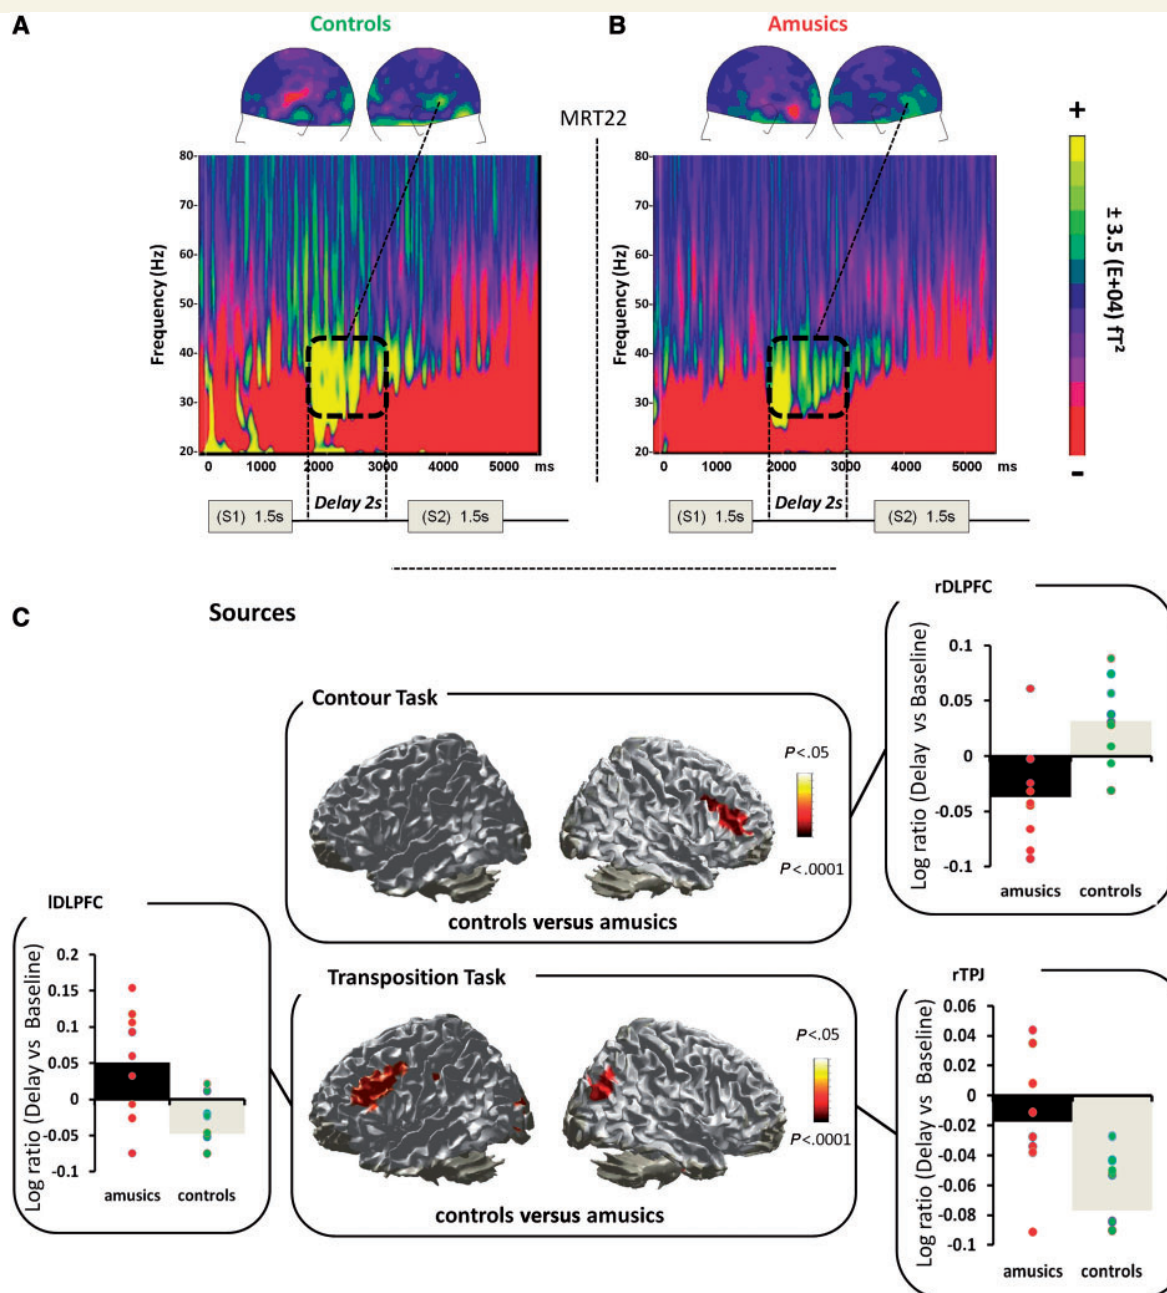 A
Controls
B
Amusics
MRT22
+
± 3.5 (E+04) fT²
-
Frequency (Hz)
80
70
60
50
40
30
20
0 1000 2000 3000 4000 5000 ms
(S1) 1.5s
Delay 2s
(S2) 1.5s
Frequency (Hz)
80
70
60
50
40
30
20
0 1000 2000 3000 4000 5000 ms
(S1) 1.5s
Delay 2s
(S2) 1.5s
C
Sources
Contour Task
P<.05
P<.0001
controls versus amusics
rDLPFC
Log ratio (Delay vs Baseline)
0.1
0.05
0
-0.05
-0.1
amusics controls
lDLPFC
Log ratio (Delay vs Baseline)
0.2
0.15
0.1
0.05
0
-0.05
-0.1
amusics controls
Transposition Task
P<.05
P<.0001
controls versus amusics
rTPJ
Log ratio (Delay vs Baseline)
0.06
0.04
0.02
0
-0.02
-0.04
-0.06
-0.08
-0.1
amusics controls